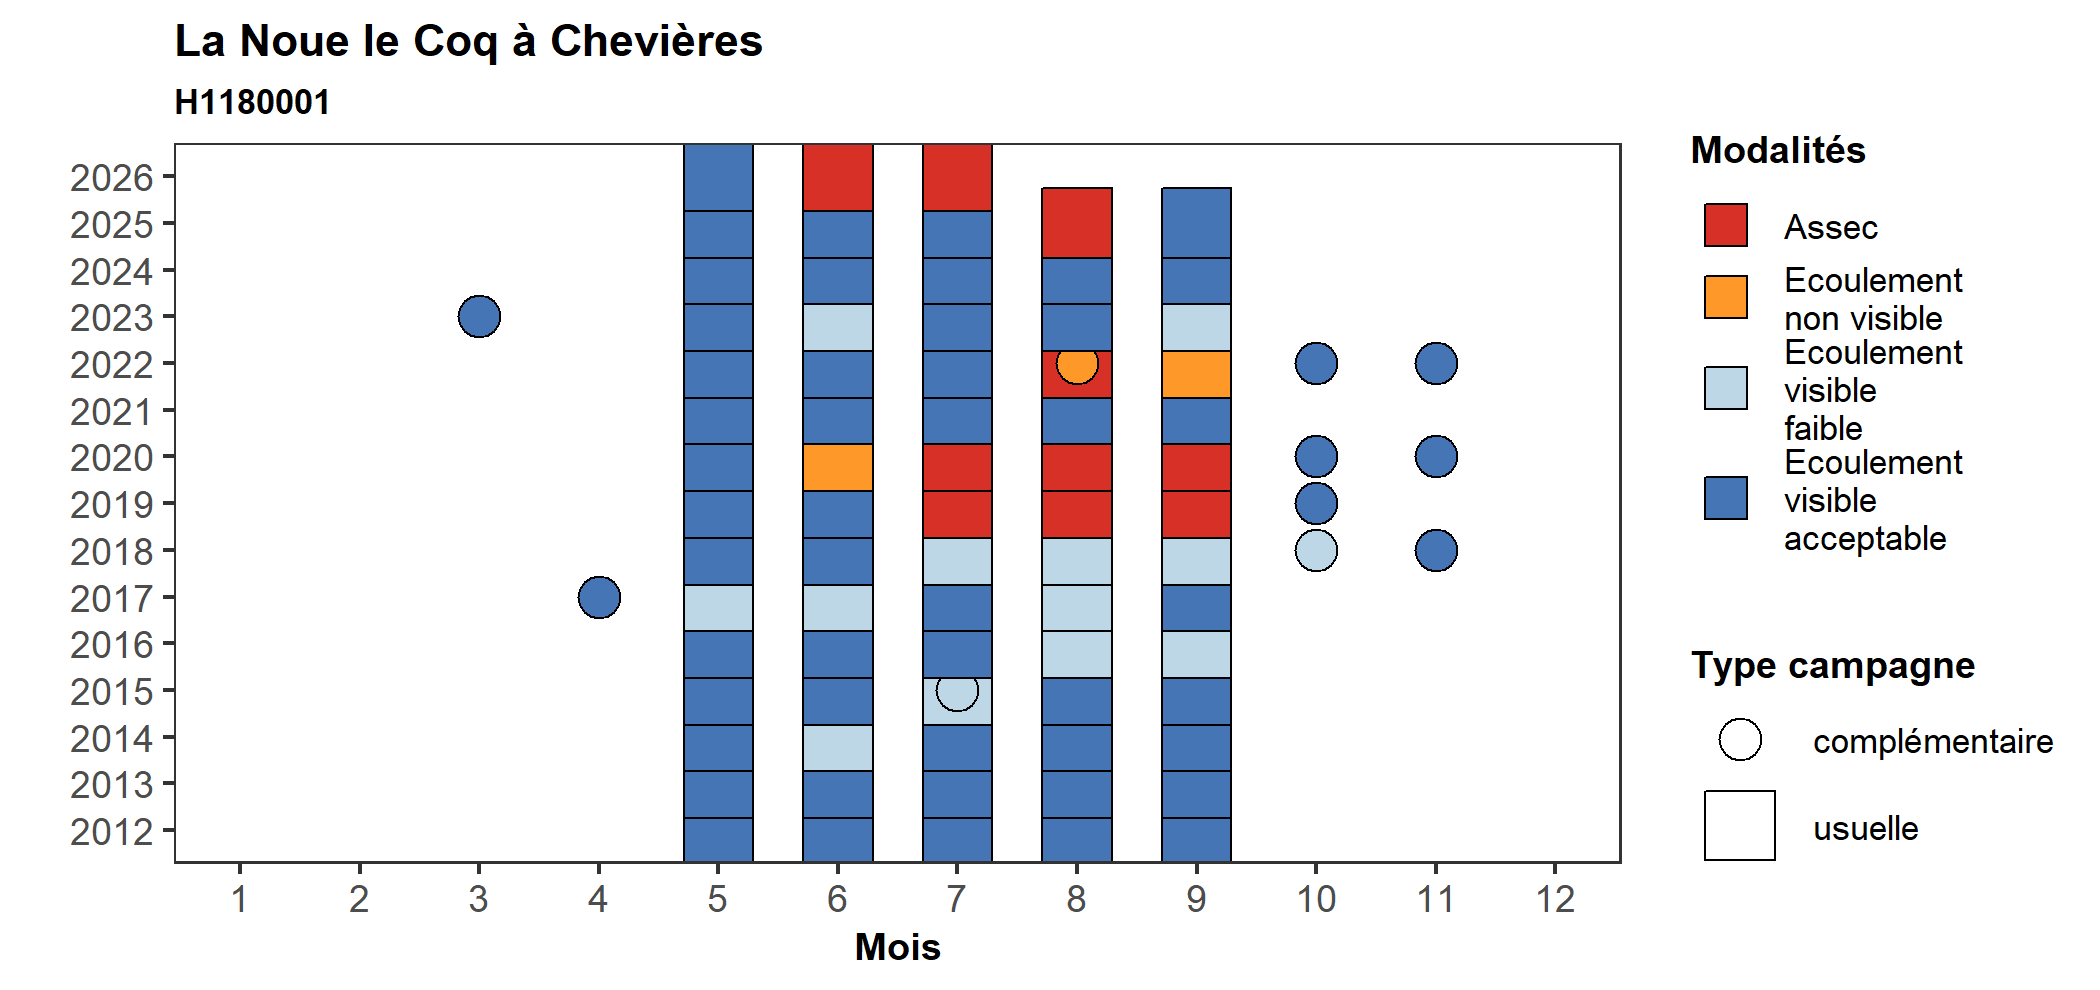 La Noue le Coq à Chevières
H1180001
2026
2025
2024
2023
2022
2021
2020
2019
2018
2017
2016
2015
2014
2013
2012
1 2 3 4 5 6 7 8 9 10 11 12
Mois
Modalités
Assec
Ecoulement
non visible
Ecoulement
visible
faible
Ecoulement
visible
acceptable
Type campagne
complémentaire
usuelle